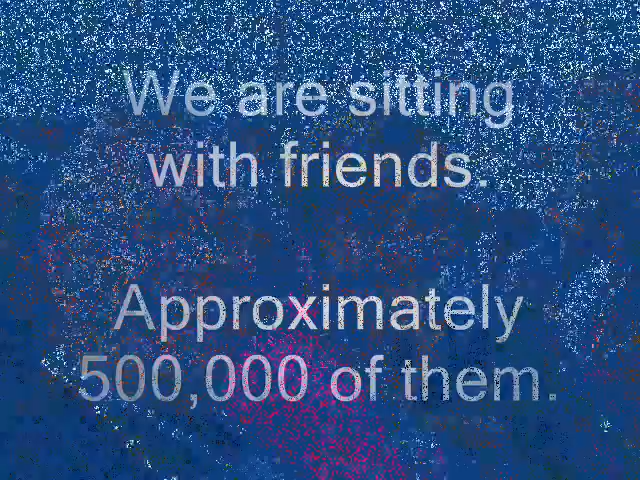 We are sitting
with friends.
Approximately
500,000 of them.